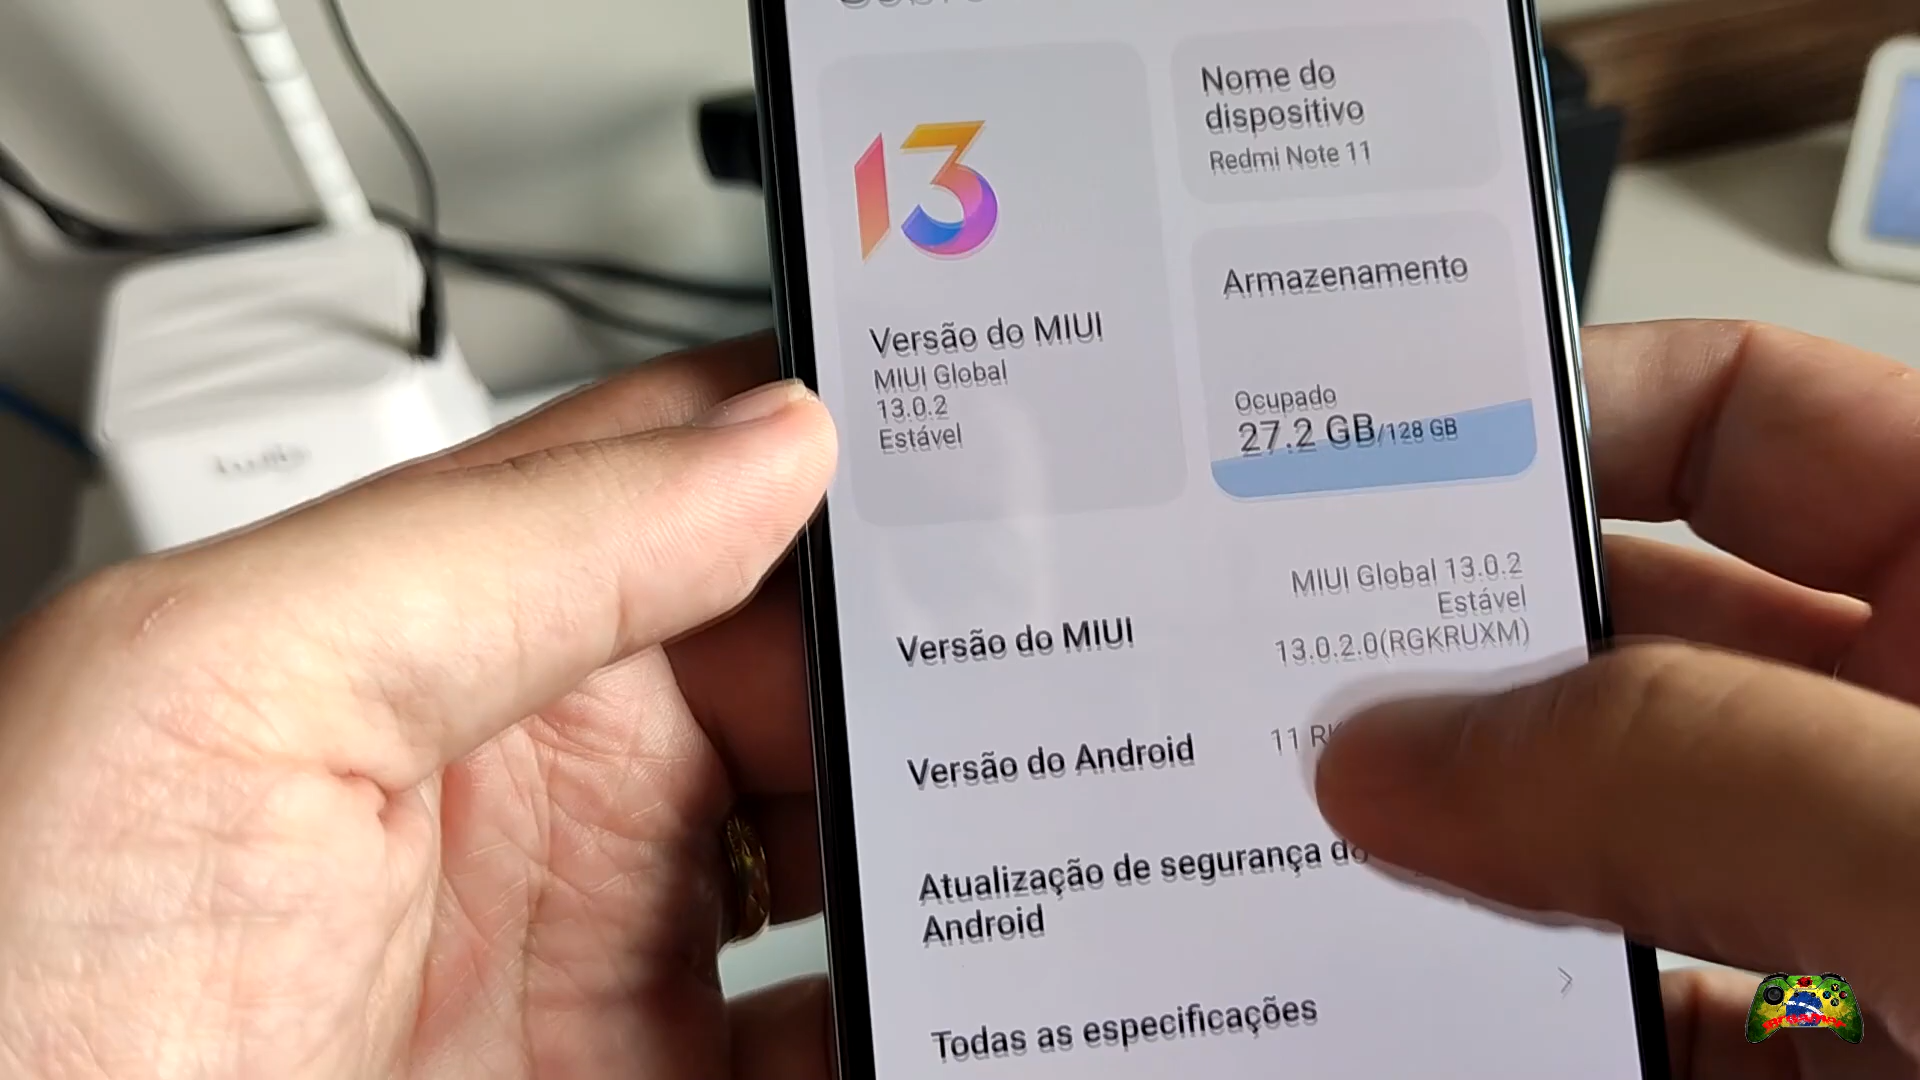 13
Versão do MIUI
MIUI Global
13.0.2
Estável
Nome do
dispositivo
Redmi Note 11
Armazenamento
Ocupado
27.2 GB/128 GB
Versão do MIUI
MIUI Global 13.0.2
Estável
13.0.2.0(RGKRUXM)
Versão do Android
11
Atualização de segurança do
Android
Todas as especificações